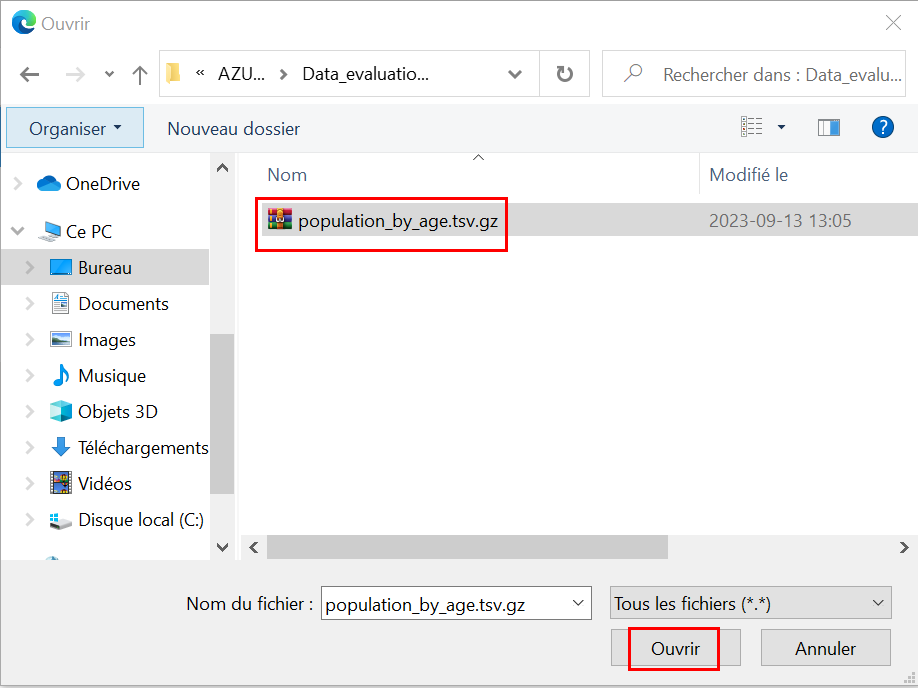 Ouvrir
« AZU... > Data_evaluatio...
Rechercher dans : Data_evalu...
Organiser
Nouveau dossier
?
Nom
Modifié le
population_by_age.tsv.gz
2023-09-13 13:05
OneDrive
Ce PC
Bureau
Documents
Images
Musique
Objets 3D
Téléchargements
Vidéos
Disque local (C:)
Nom du fichier :
population_by_age.tsv.gz
Tous les fichiers (*.*)
Ouvrir
Annuler